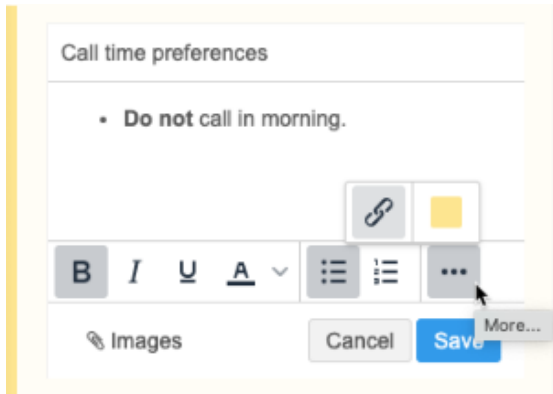 Call time preferences
• Do not call in morning.
B I U A
Images Cancel Save
More...